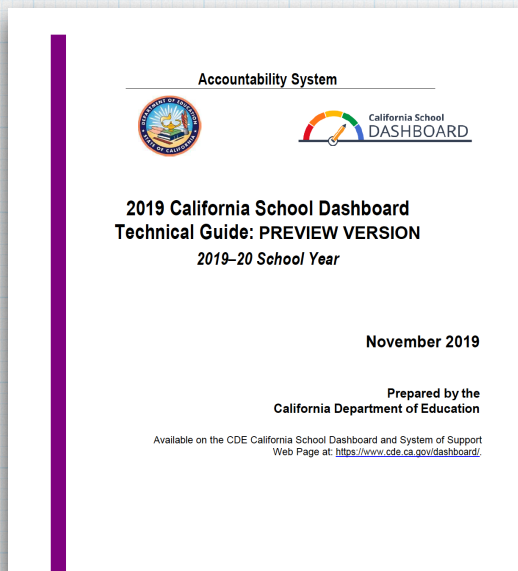 Accountability System
DEPARTMENT OF EDUCATION
STATE OF CALIFORNIA
California School
DASHBOARD
2019 California School Dashboard
Technical Guide: PREVIEW VERSION
2019–20 School Year
November 2019
Prepared by the
California Department of Education
Available on the CDE California School Dashboard and System of Support
Web Page at: https://www.cde.ca.gov/dashboard/.